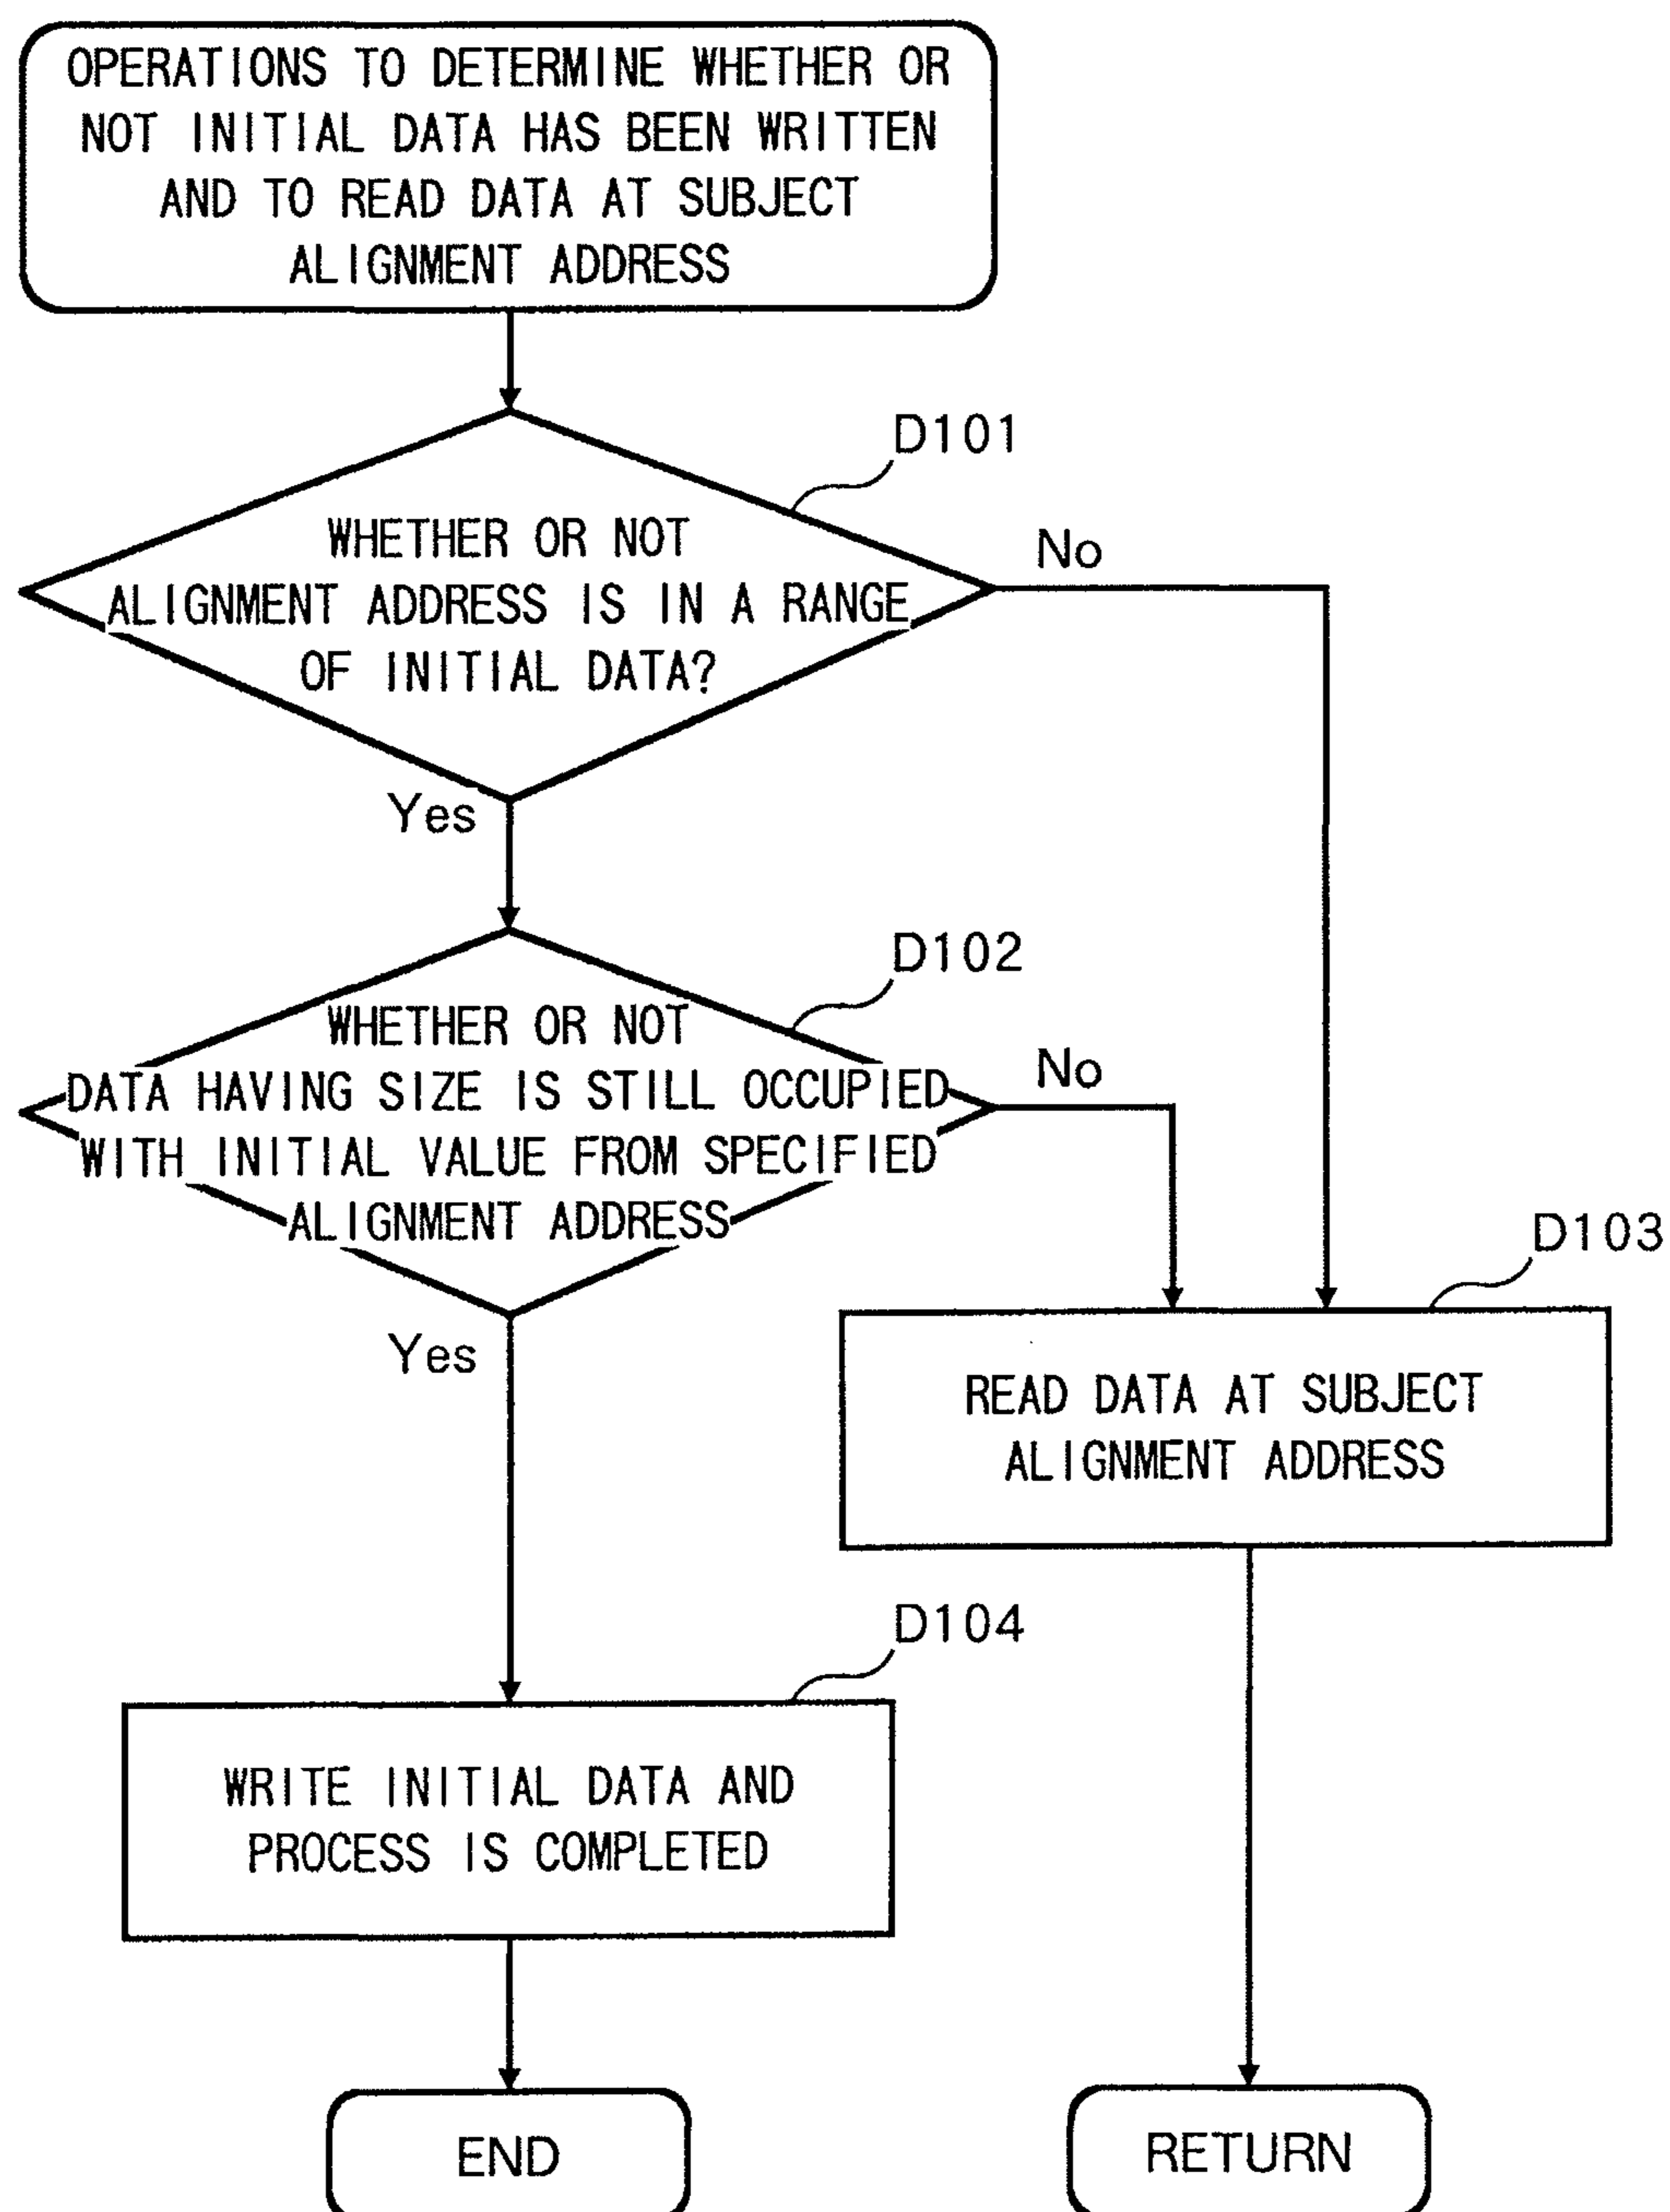 OPERATIONS TO DETERMINE WHETHER OR
NOT INITIAL DATA HAS BEEN WRITTEN
AND TO READ DATA AT SUBJECT
ALIGNMENT ADDRESS
D101
WHETHER OR NOT
ALIGNMENT ADDRESS IS IN A RANGE
OF INITIAL DATA?
No
Yes
D102
WHETHER OR NOT
DATA HAVING SIZE IS STILL OCCUPIED
WITH INITIAL VALUE FROM SPECIFIED
ALIGNMENT ADDRESS
No
Yes
D103
READ DATA AT SUBJECT
ALIGNMENT ADDRESS
D104
WRITE INITIAL DATA AND
PROCESS IS COMPLETED
END
RETURN